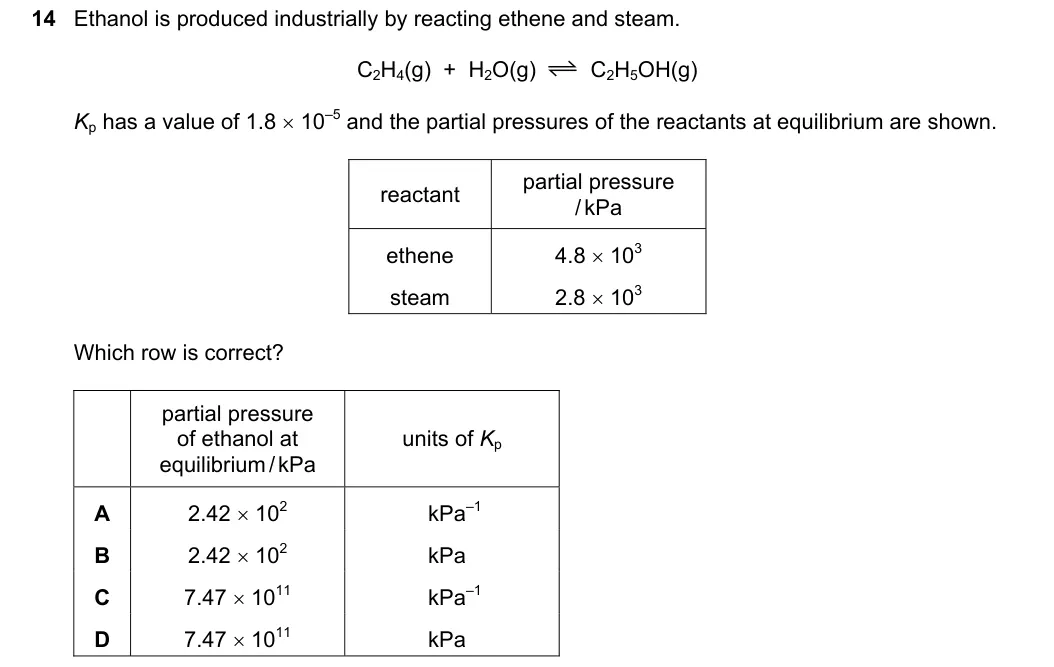 14 Ethanol is produced industrially by reacting ethene and steam.
C₂H₄(g) + H₂O(g) ⇌ C₂H₅OH(g)
Kₚ has a value of 1.8 × 10⁻⁵ and the partial pressures of the reactants at equilibrium are shown.
reactant
partial pressure
/kPa
ethene 4.8 × 10³
steam 2.8 × 10³
Which row is correct?
partial pressure
of ethanol at
equilibrium/kPa
units of Kₚ
A 2.42 × 10² kPa⁻¹
B 2.42 × 10² kPa
C 7.47 × 10¹¹ kPa⁻¹
D 7.47 × 10¹¹ kPa